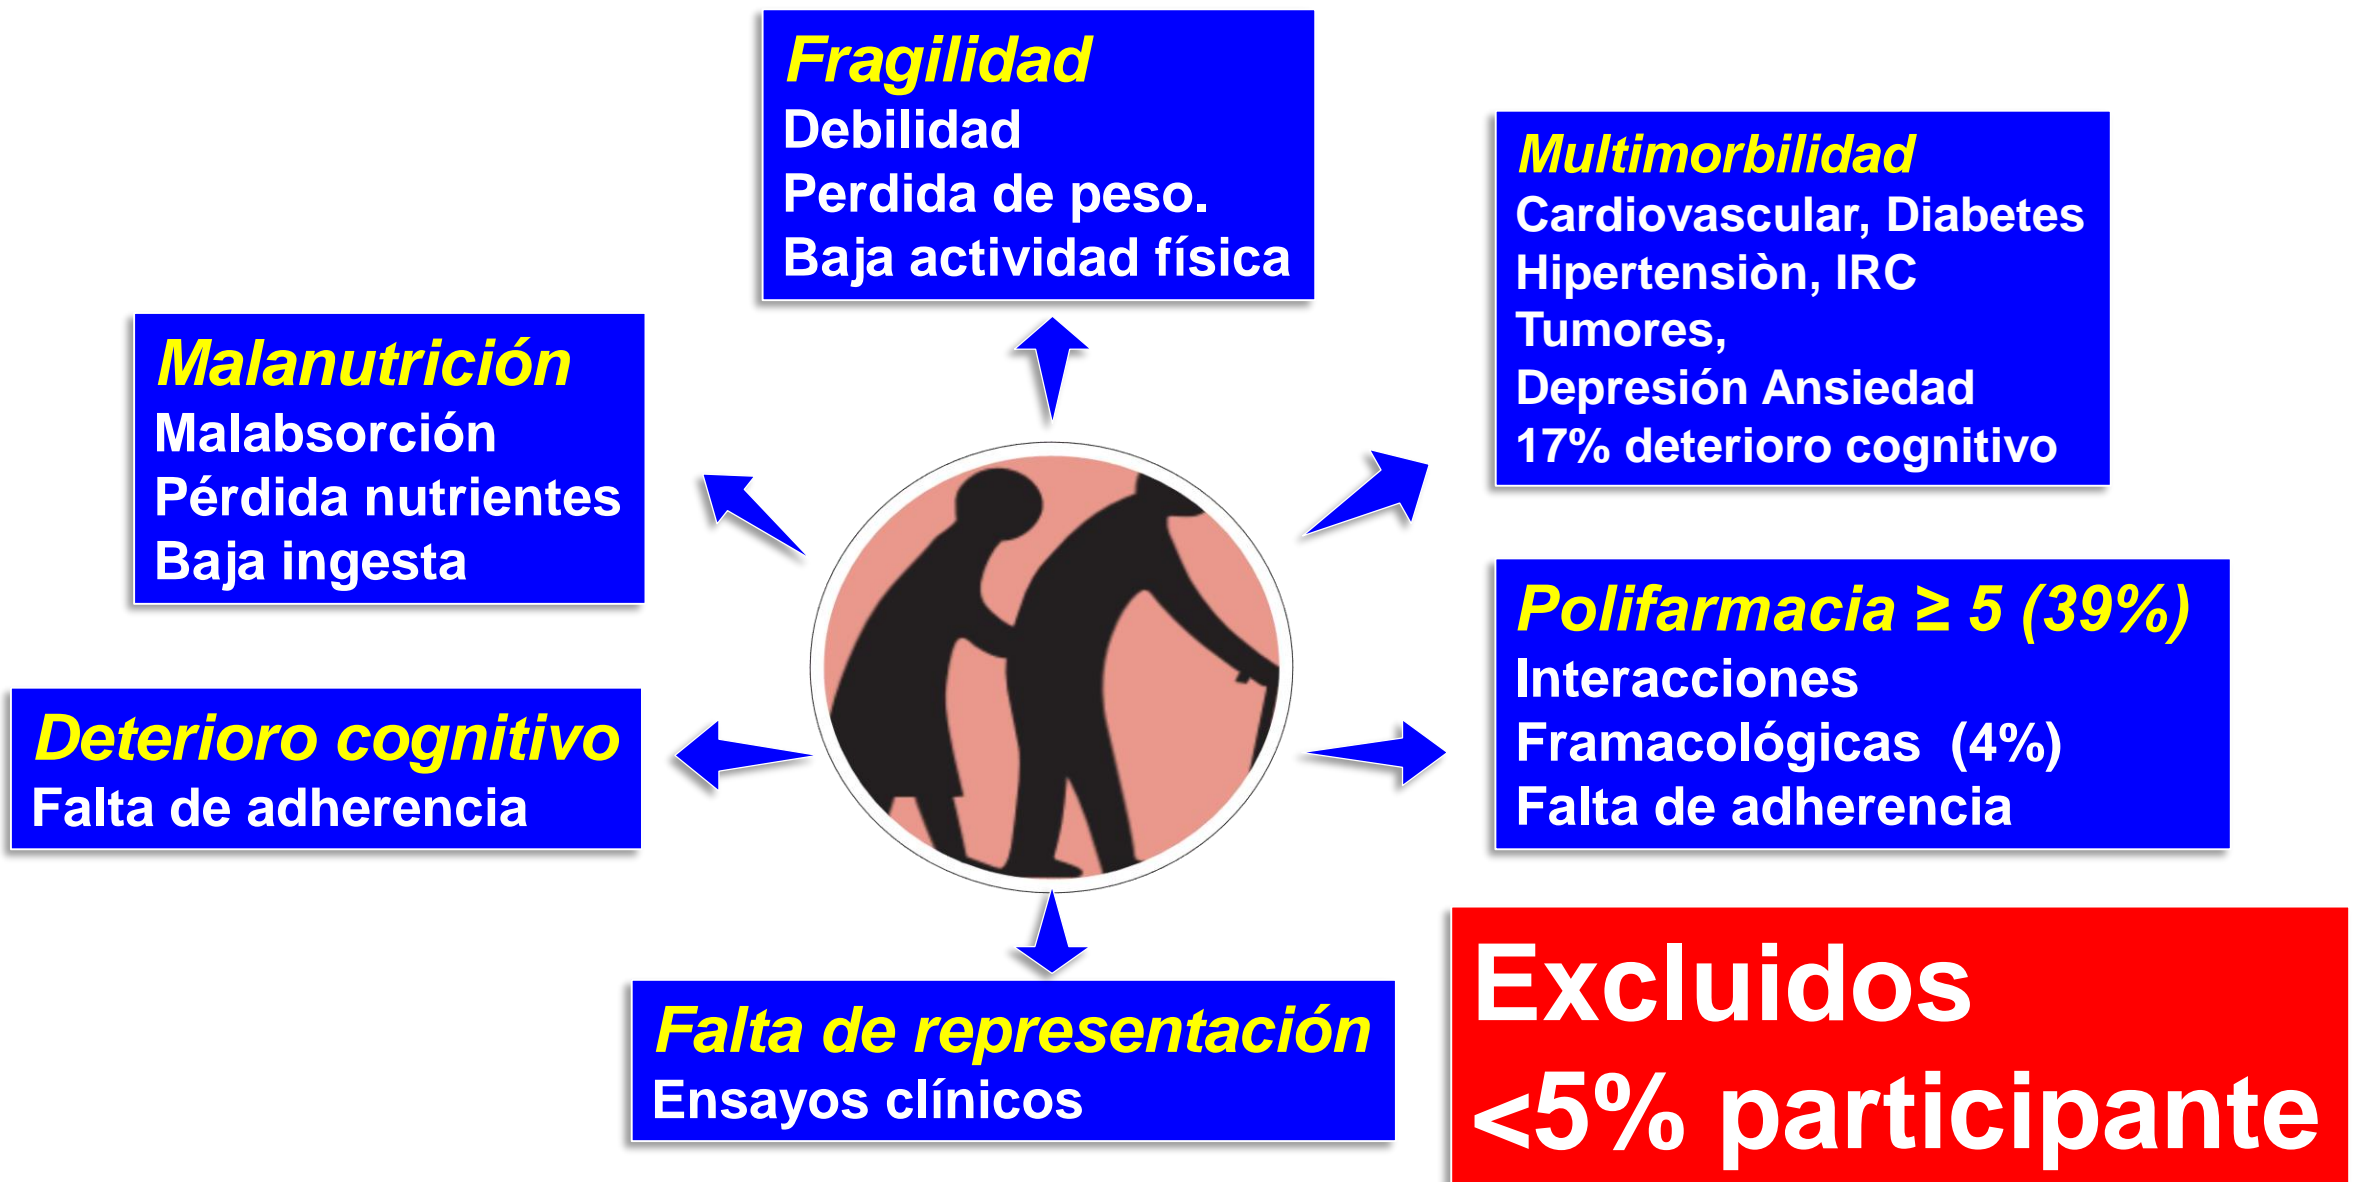 Fragilidad
Debilidad
Perdida de peso.
Baja actividad física
Multimorbilidad
Cardiovascular, Diabetes
Hipertensiòn, IRC
Tumores,
Depresión Ansiedad
17% deterioro cognitivo
Malanutrición
Malabsorción
Pérdida nutrientes
Baja ingesta
Polifarmacia ≥ 5 (39%)
Interacciones
Framacológicas (4%)
Falta de adherencia
Deterioro cognitivo
Falta de adherencia
Falta de representación
Ensayos clínicos
Excluidos
<5% participante